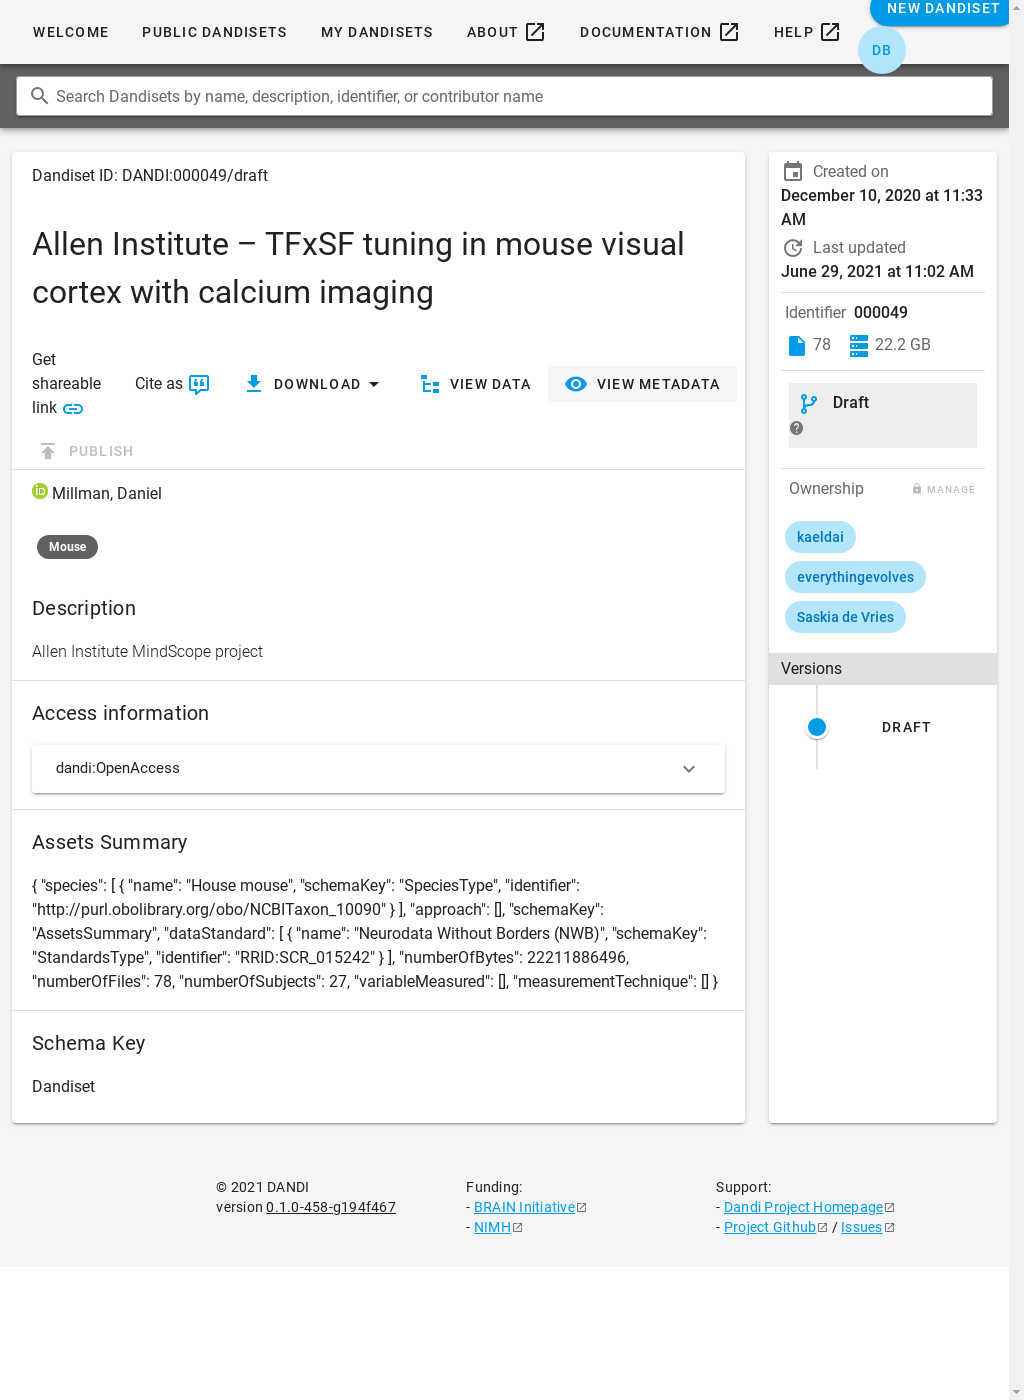 WELCOME PUBLIC DANDISETS MY DANDISETS ABOUT DOCUMENTATION HELP NEW DANDISET
DB
Search Dandisets by name, description, identifier, or contributor name
Dandiset ID: DANDI:000049/draft
Allen Institute – TFxSF tuning in mouse visual
cortex with calcium imaging
Get
shareable
link
Cite as DOWNLOAD VIEW DATA VIEW METADATA
PUBLISH
iD Millman, Daniel
Mouse
Description
Allen Institute MindScope project
Access information
dandi:OpenAccess
Assets Summary
{ "species": [ { "name": "House mouse", "schemaKey": "SpeciesType", "identifier":
"http://purl.obolibrary.org/obo/NCBITaxon_10090" } ], "approach": [], "schemaKey":
"AssetsSummary", "dataStandard": [ { "name": "Neurodata Without Borders (NWB)", "schemaKey":
"StandardsType", "identifier": "RRID:SCR_015242" } ], "numberOfBytes": 22211886496,
"numberOfFiles": 78, "numberOfSubjects": 27, "variableMeasured": [], "measurementTechnique": [] }
Schema Key
Dandiset
Created on
December 10, 2020 at 11:33
AM
Last updated
June 29, 2021 at 11:02 AM
Identifier 000049
78 22.2 GB
Draft
?
Ownership MANAGE
kaeldai
everythingevolves
Saskia de Vries
Versions
DRAFT
© 2021 DANDI
version 0.1.0-458-g194f467
Funding:
- BRAIN Initiative
- NIMH
Support:
- Dandi Project Homepage
- Project Github / Issues